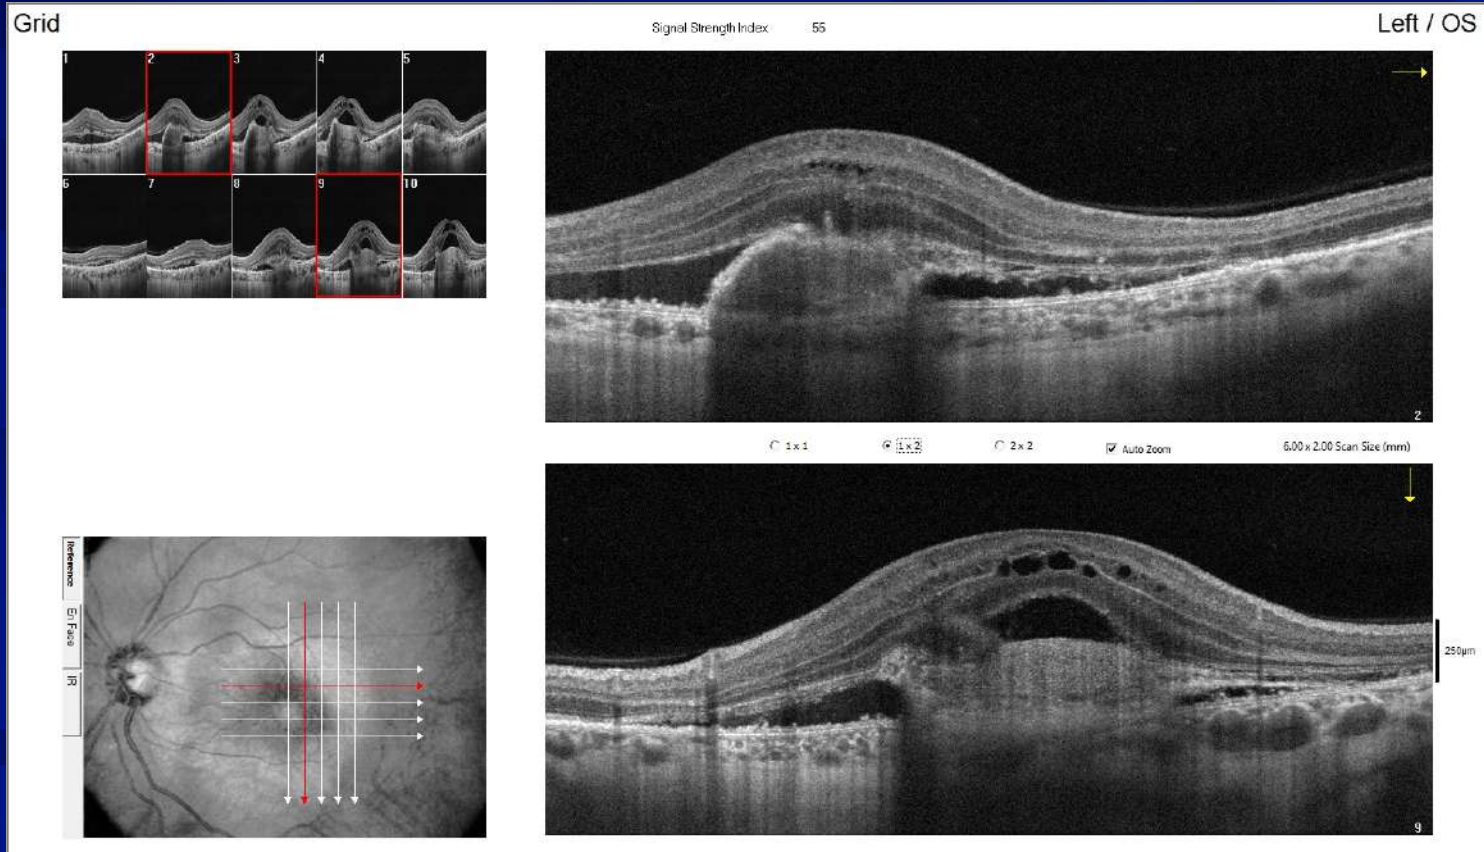 Grid
Signal Strength Index 55
Left / OS
1 2 3 4 5
6 7 8 9 10
2
1 x 1
1 x 2
2 x 2
Auto Zoom
6.00 x 2.00 Scan Size (mm)
Reference
En Face
IR
250µm
9